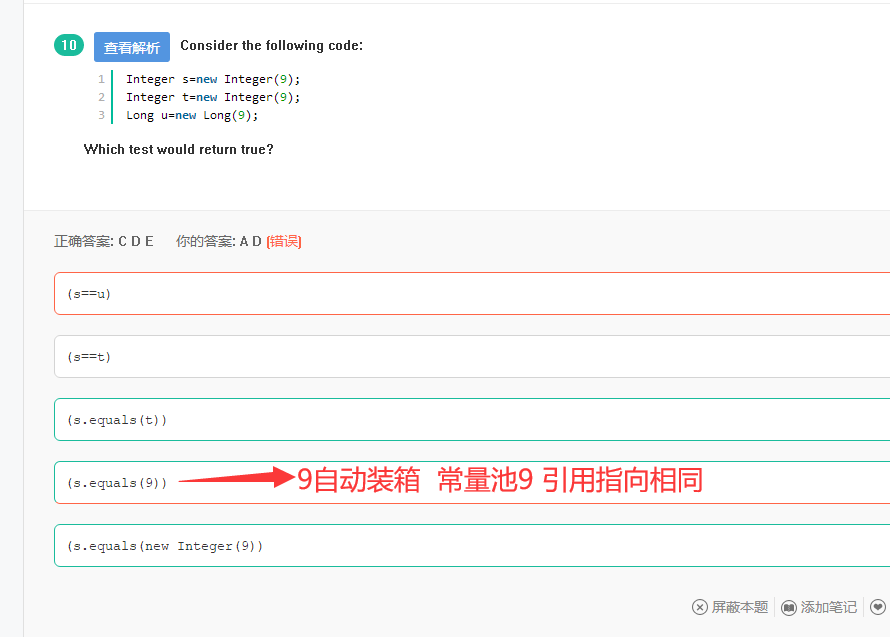 10 查看解析 Consider the following code:
1 Integer s=new Integer(9);
2 Integer t=new Integer(9);
3 Long u=new Long(9);
Which test would return true?
正确答案: C D E 你的答案: A D (错误)
(s==u)
(s==t)
(s.equals(t))
(s.equals(9)) 9自动装箱 常量池9 引用指向相同
(s.equals(new Integer(9))
屏蔽本题 添加笔记